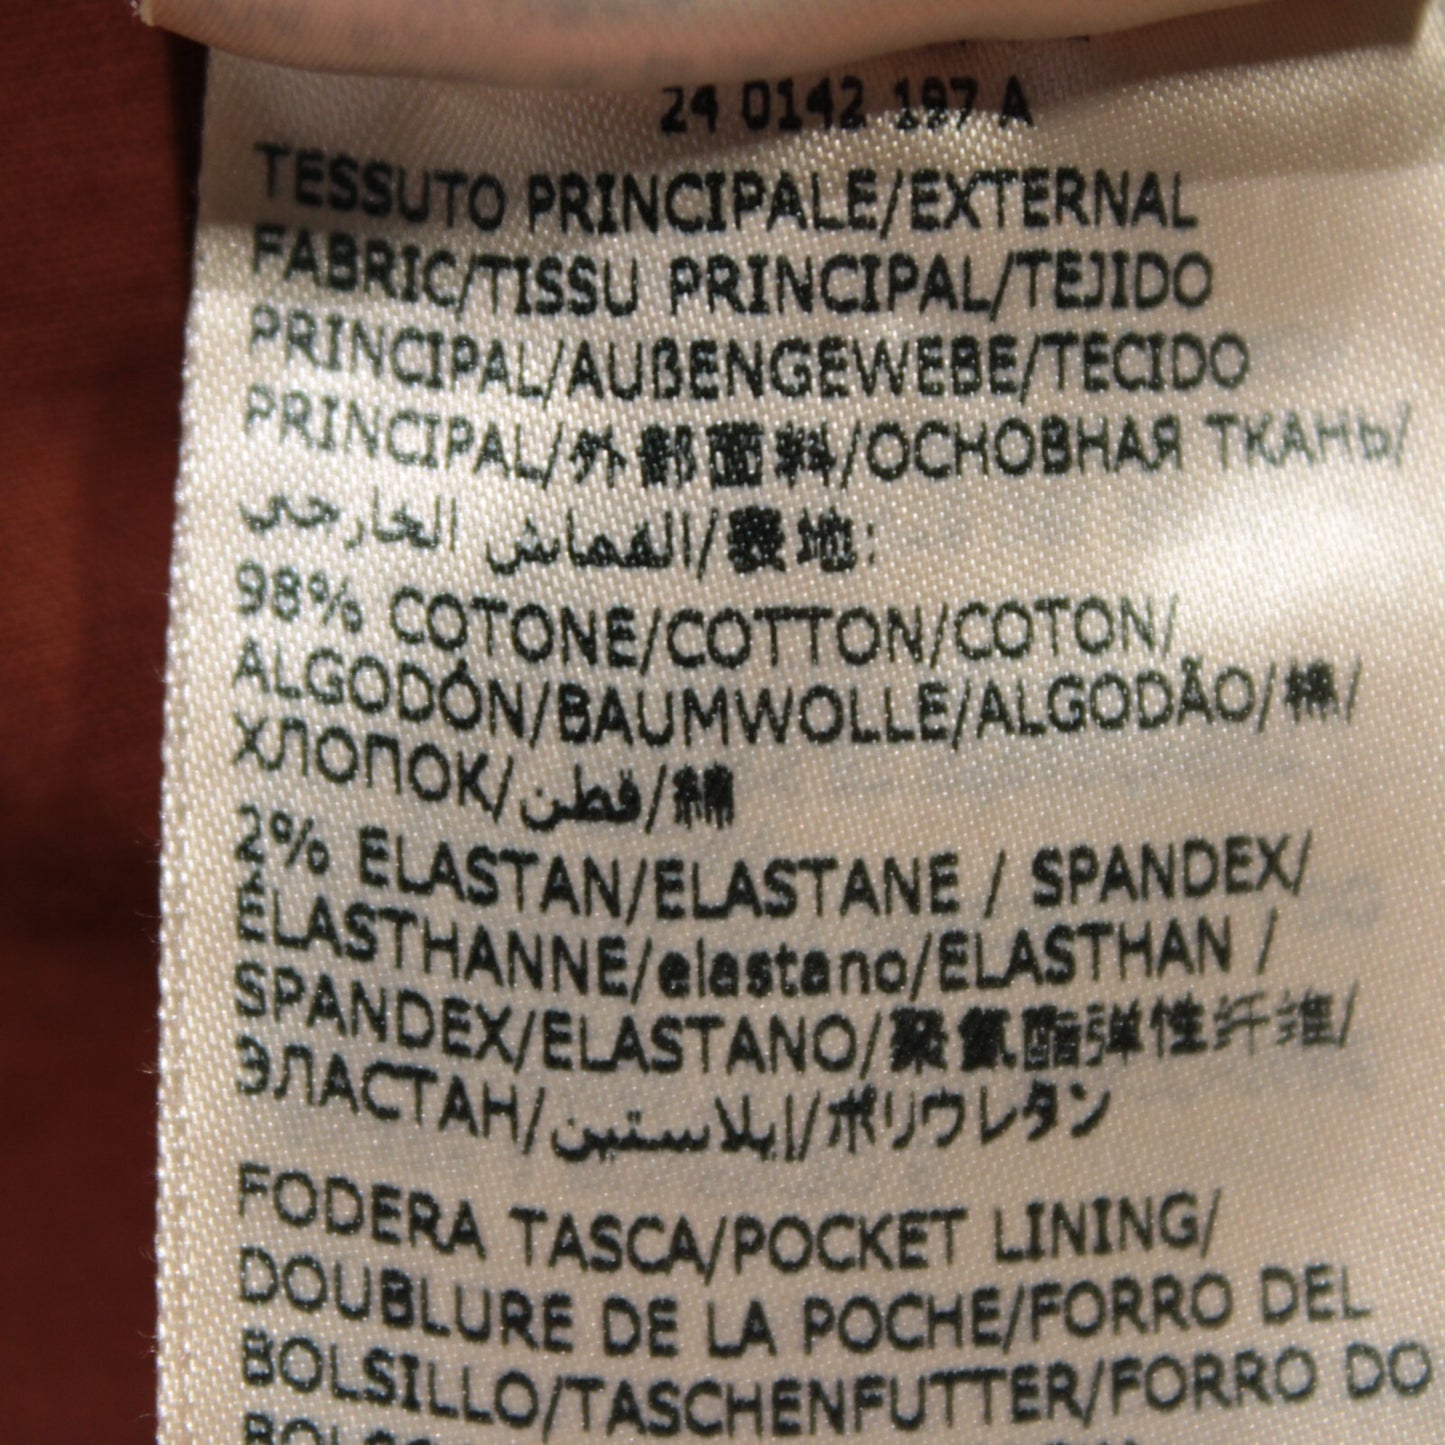 24 0142 197 A
TESSUTO PRINCIPALE/EXTERNAL
FABRIC/TISSU PRINCIPAL/TEJIDO
PRINCIPAL/AUßENGEWEBE/TECIDO
PRINCIPAL/外部面料/ОСНОВНАЯ ТКАНЬ/
القماش الخارجي/表地:
98% COTONE/COTTON/COTON/
ALGODÓN/BAUMWOLLE/ALGODÃO/棉/
ХЛОПОК/قطن/綿
2% ELASTAN/ELASTANE / SPANDEX/
ÉLASTHANNE/elastano/ELASTHAN /
SPANDEX/ELASTANO/聚氨酯弹性纤维/
ЭЛАСТАН/إيلاستين/ポリウレタン
FODERA TASCA/POCKET LINING/
DOUBLURE DE LA POCHE/FORRO DEL
BOLSILLO/TASCHENFUTTER/FORRO DO